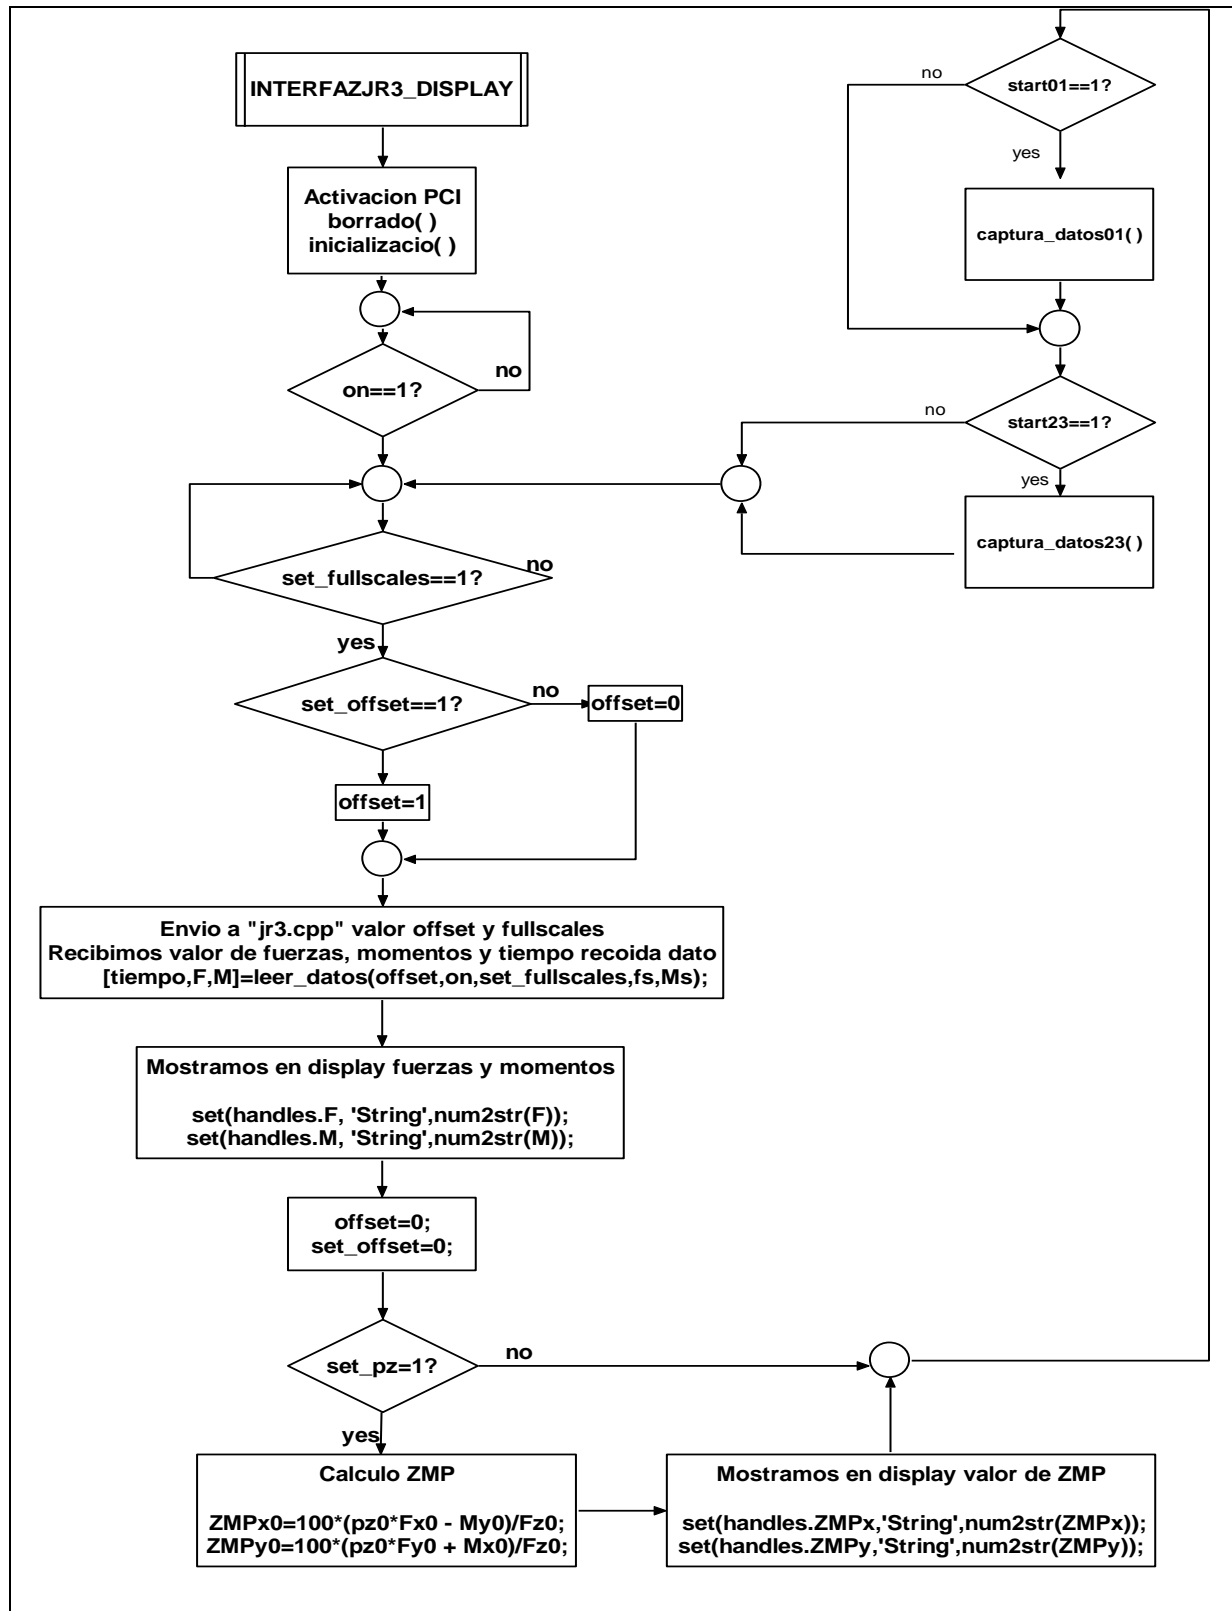 INTERFAZJR3_DISPLAY
Activacion PCI
borrado( )
inicializacio( )
on==1?
no
set_fullscales==1?
no
yes
set_offset==1?
no
offset=0
offset=1
Envio a "jr3.cpp" valor offset y fullscales
Recibimos valor de fuerzas, momentos y tiempo recoida dato
[tiempo,F,M]=leer_datos(offset,on,set_fullscales,fs,Ms);
Mostramos en display fuerzas y momentos
set(handles.F, 'String',num2str(F));
set(handles.M, 'String',num2str(M));
offset=0;
set_offset=0;
set_pz=1?
no
yes
Calculo ZMP
ZMPx0=100*(pz0*Fx0 - My0)/Fz0;
ZMPy0=100*(pz0*Fy0 + Mx0)/Fz0;
Mostramos en display valor de ZMP
set(handles.ZMPx,'String',num2str(ZMPx));
set(handles.ZMPy,'String',num2str(ZMPy));
start01==1?
no
yes
captura_datos01( )
start23==1?
no
yes
captura_datos23( )